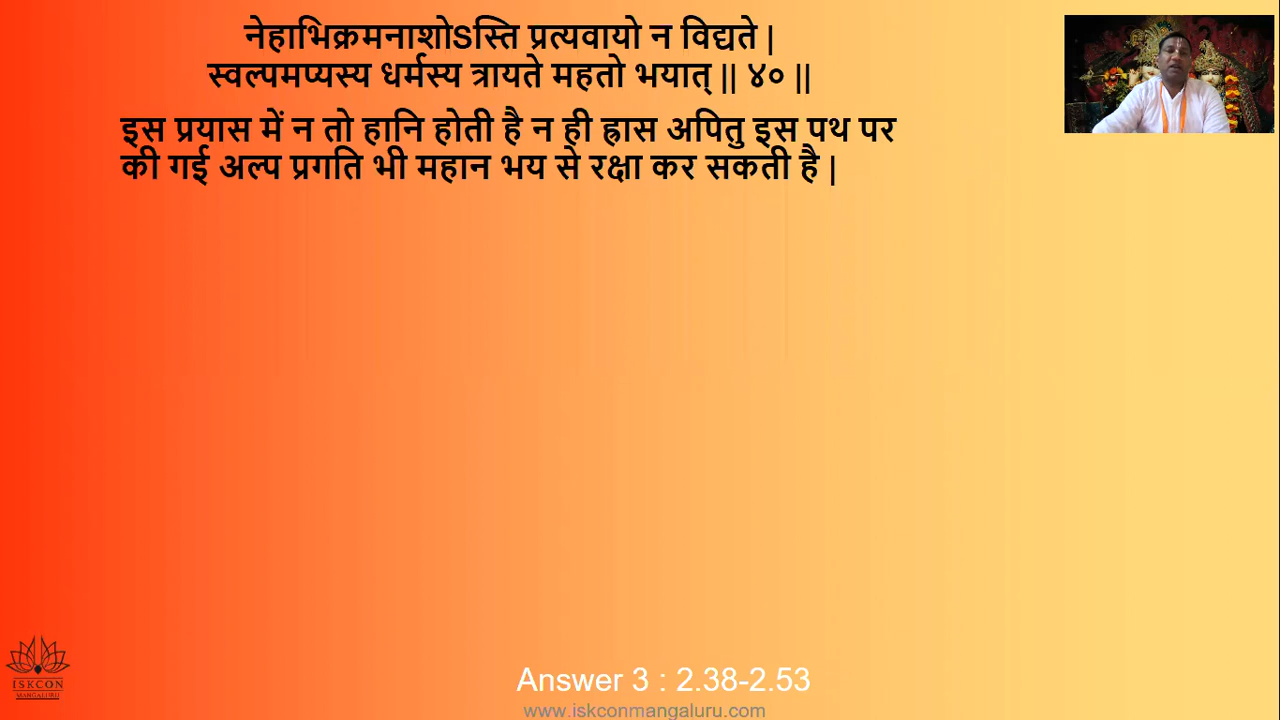 नेहाभिक्रमनाशोSस्ति प्रत्यवायो न विद्यते |
स्वल्पमप्यस्य धर्मस्य त्रायते महतो भयात् || ४० ||
इस प्रयास में न तो हानि होती है न ही ह्रास अपितु इस पथ पर
की गई अल्प प्रगति भी महान भय से रक्षा कर सकती है |
ISKCON
MANGALURU
Answer 3 : 2.38-2.53
www.iskconmangaluru.com